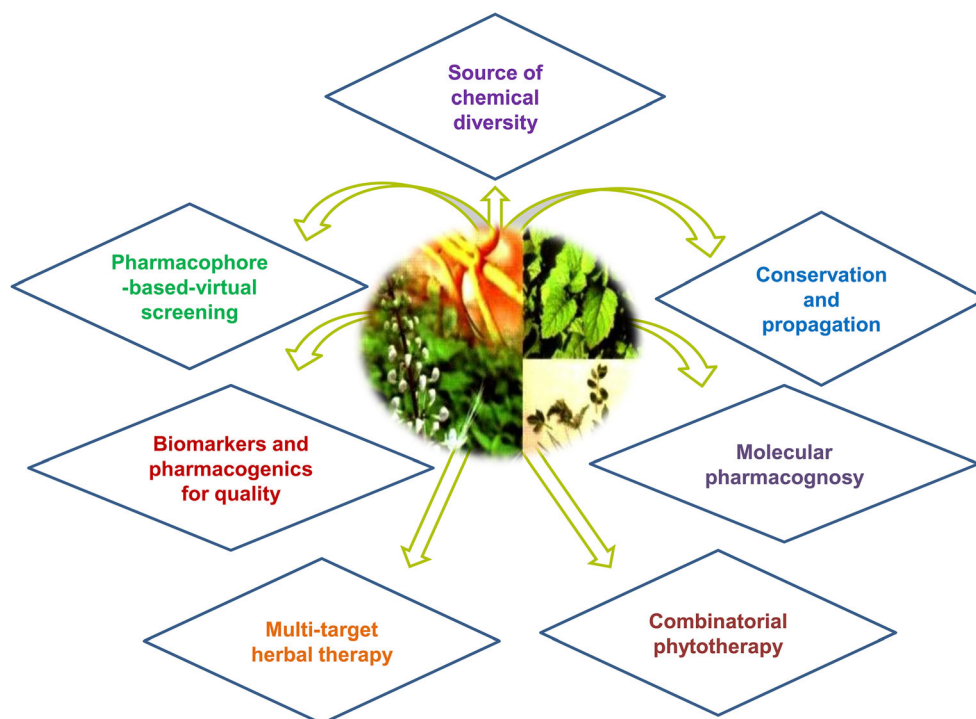 Source of
chemical
diversity
Pharmacophore
-based-virtual
screening
Conservation
and
propagation
Biomarkers and
pharmacogenics
for quality
Molecular
pharmacognosy
Multi-target
herbal therapy
Combinatorial
phytotherapy